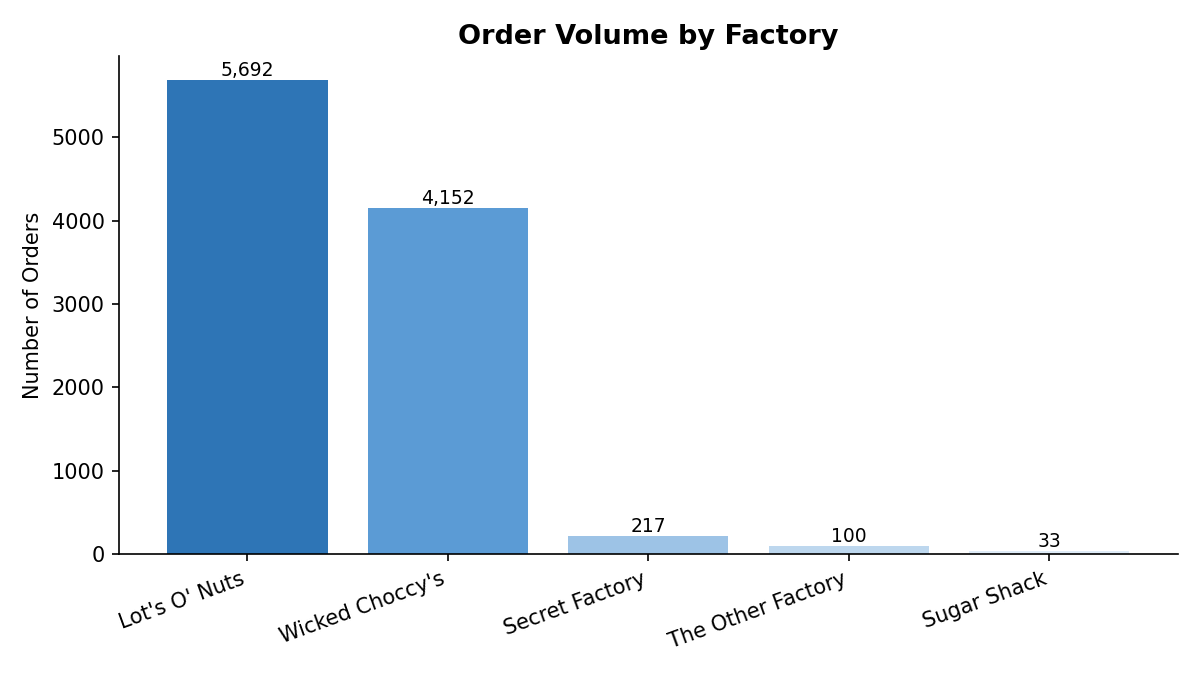 Order Volume by Factory
5,692
4,152
217
100
33
Number of Orders
5000
4000
3000
2000
1000
0
Lot's O' Nuts
Wicked Choccy's
Secret Factory
The Other Factory
Sugar Shack